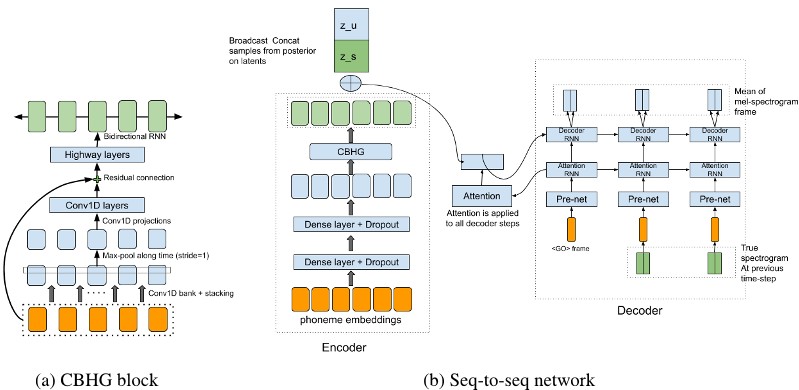 Bidirectional RNN
Highway layers
Residual connection
Conv1D layers
Conv1D projections
Max-pool along time (stride=1)
Conv1D bank + stacking
(a) CBHG block
Broadcast Concat
samples from posterior
on latents
z_u
z_s
CBHG
Dense layer + Dropout
Dense layer + Dropout
phoneme embeddings
Encoder
Attention
Attention is applied
to all decoder steps
Mean of
mel-spectrogram
frame
Decoder
RNN
Decoder
RNN
Decoder
RNN
Attention
RNN
Attention
RNN
Attention
RNN
Pre-net
Pre-net
Pre-net
<GO> frame
True
spectrogram
At previous
time-step
Decoder
(b) Seq-to-seq network